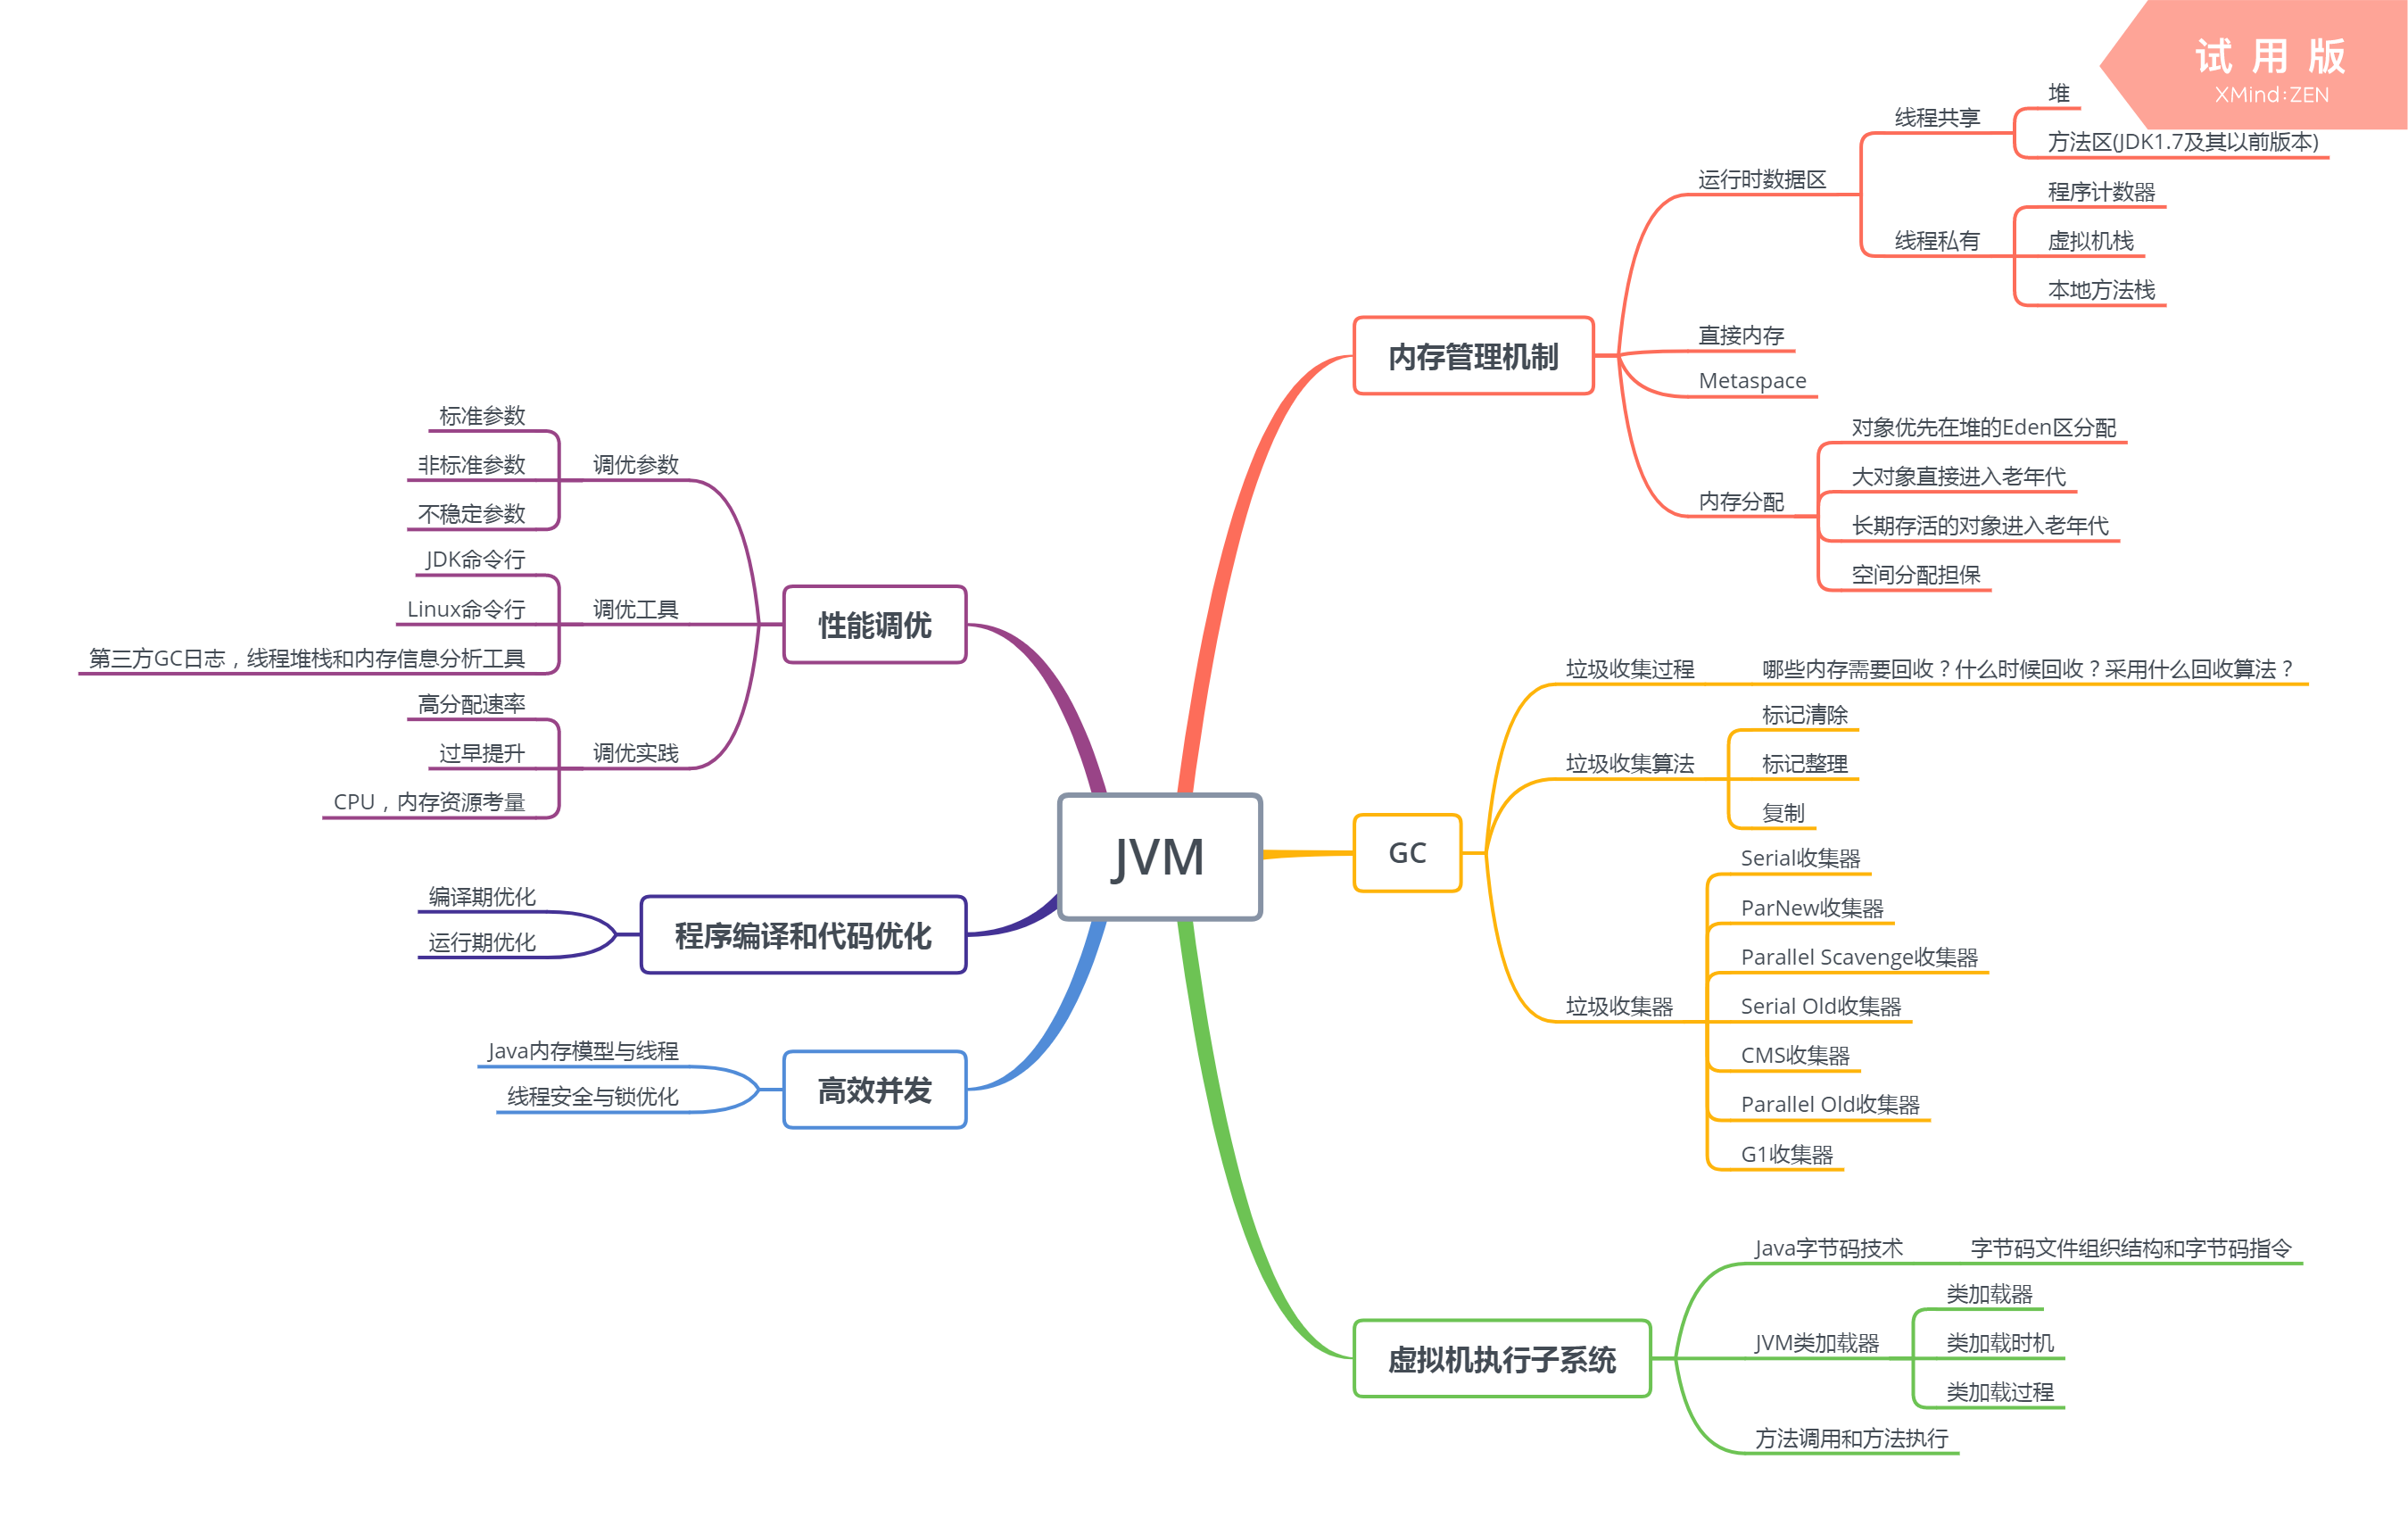 试 用 版
XMind:ZEN
JVM
内存管理机制
运行时数据区
线程共享
堆
方法区(JDK1.7及其以前版本)
线程私有
程序计数器
虚拟机栈
本地方法栈
直接内存
Metaspace
内存分配
对象优先在堆的Eden区分配
大对象直接进入老年代
长期存活的对象进入老年代
空间分配担保
GC
垃圾收集过程
哪些内存需要回收？什么时候回收？采用什么回收算法？
垃圾收集算法
标记清除
标记整理
复制
垃圾收集器
Serial收集器
ParNew收集器
Parallel Scavenge收集器
Serial Old收集器
CMS收集器
Parallel Old收集器
G1收集器
虚拟机执行子系统
Java字节码技术
字节码文件组织结构和字节码指令
JVM类加载器
类加载器
类加载时机
类加载过程
方法调用和方法执行
性能调优
调优参数
标准参数
非标准参数
不稳定参数
调优工具
JDK命令行
Linux命令行
第三方GC日志，线程堆栈和内存信息分析工具
调优实践
高分配速率
过早提升
CPU，内存资源考量
程序编译和代码优化
编译期优化
运行期优化
高效并发
Java内存模型与线程
线程安全与锁优化